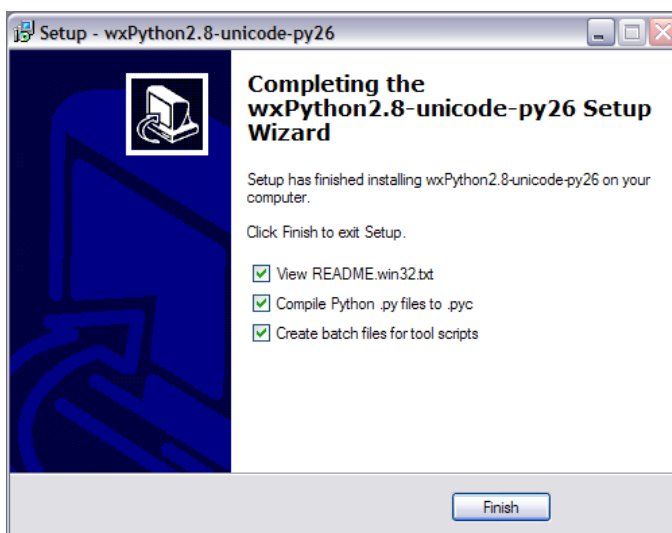 Setup - wxPython2.8-unicode-py26
Completing the
wxPython2.8-unicode-py26 Setup
Wizard
Setup has finished installing wxPython2.8-unicode-py26 on your
computer.
Click Finish to exit Setup.
View README.win32.txt
Compile Python .py files to .pyc
Create batch files for tool scripts
Finish